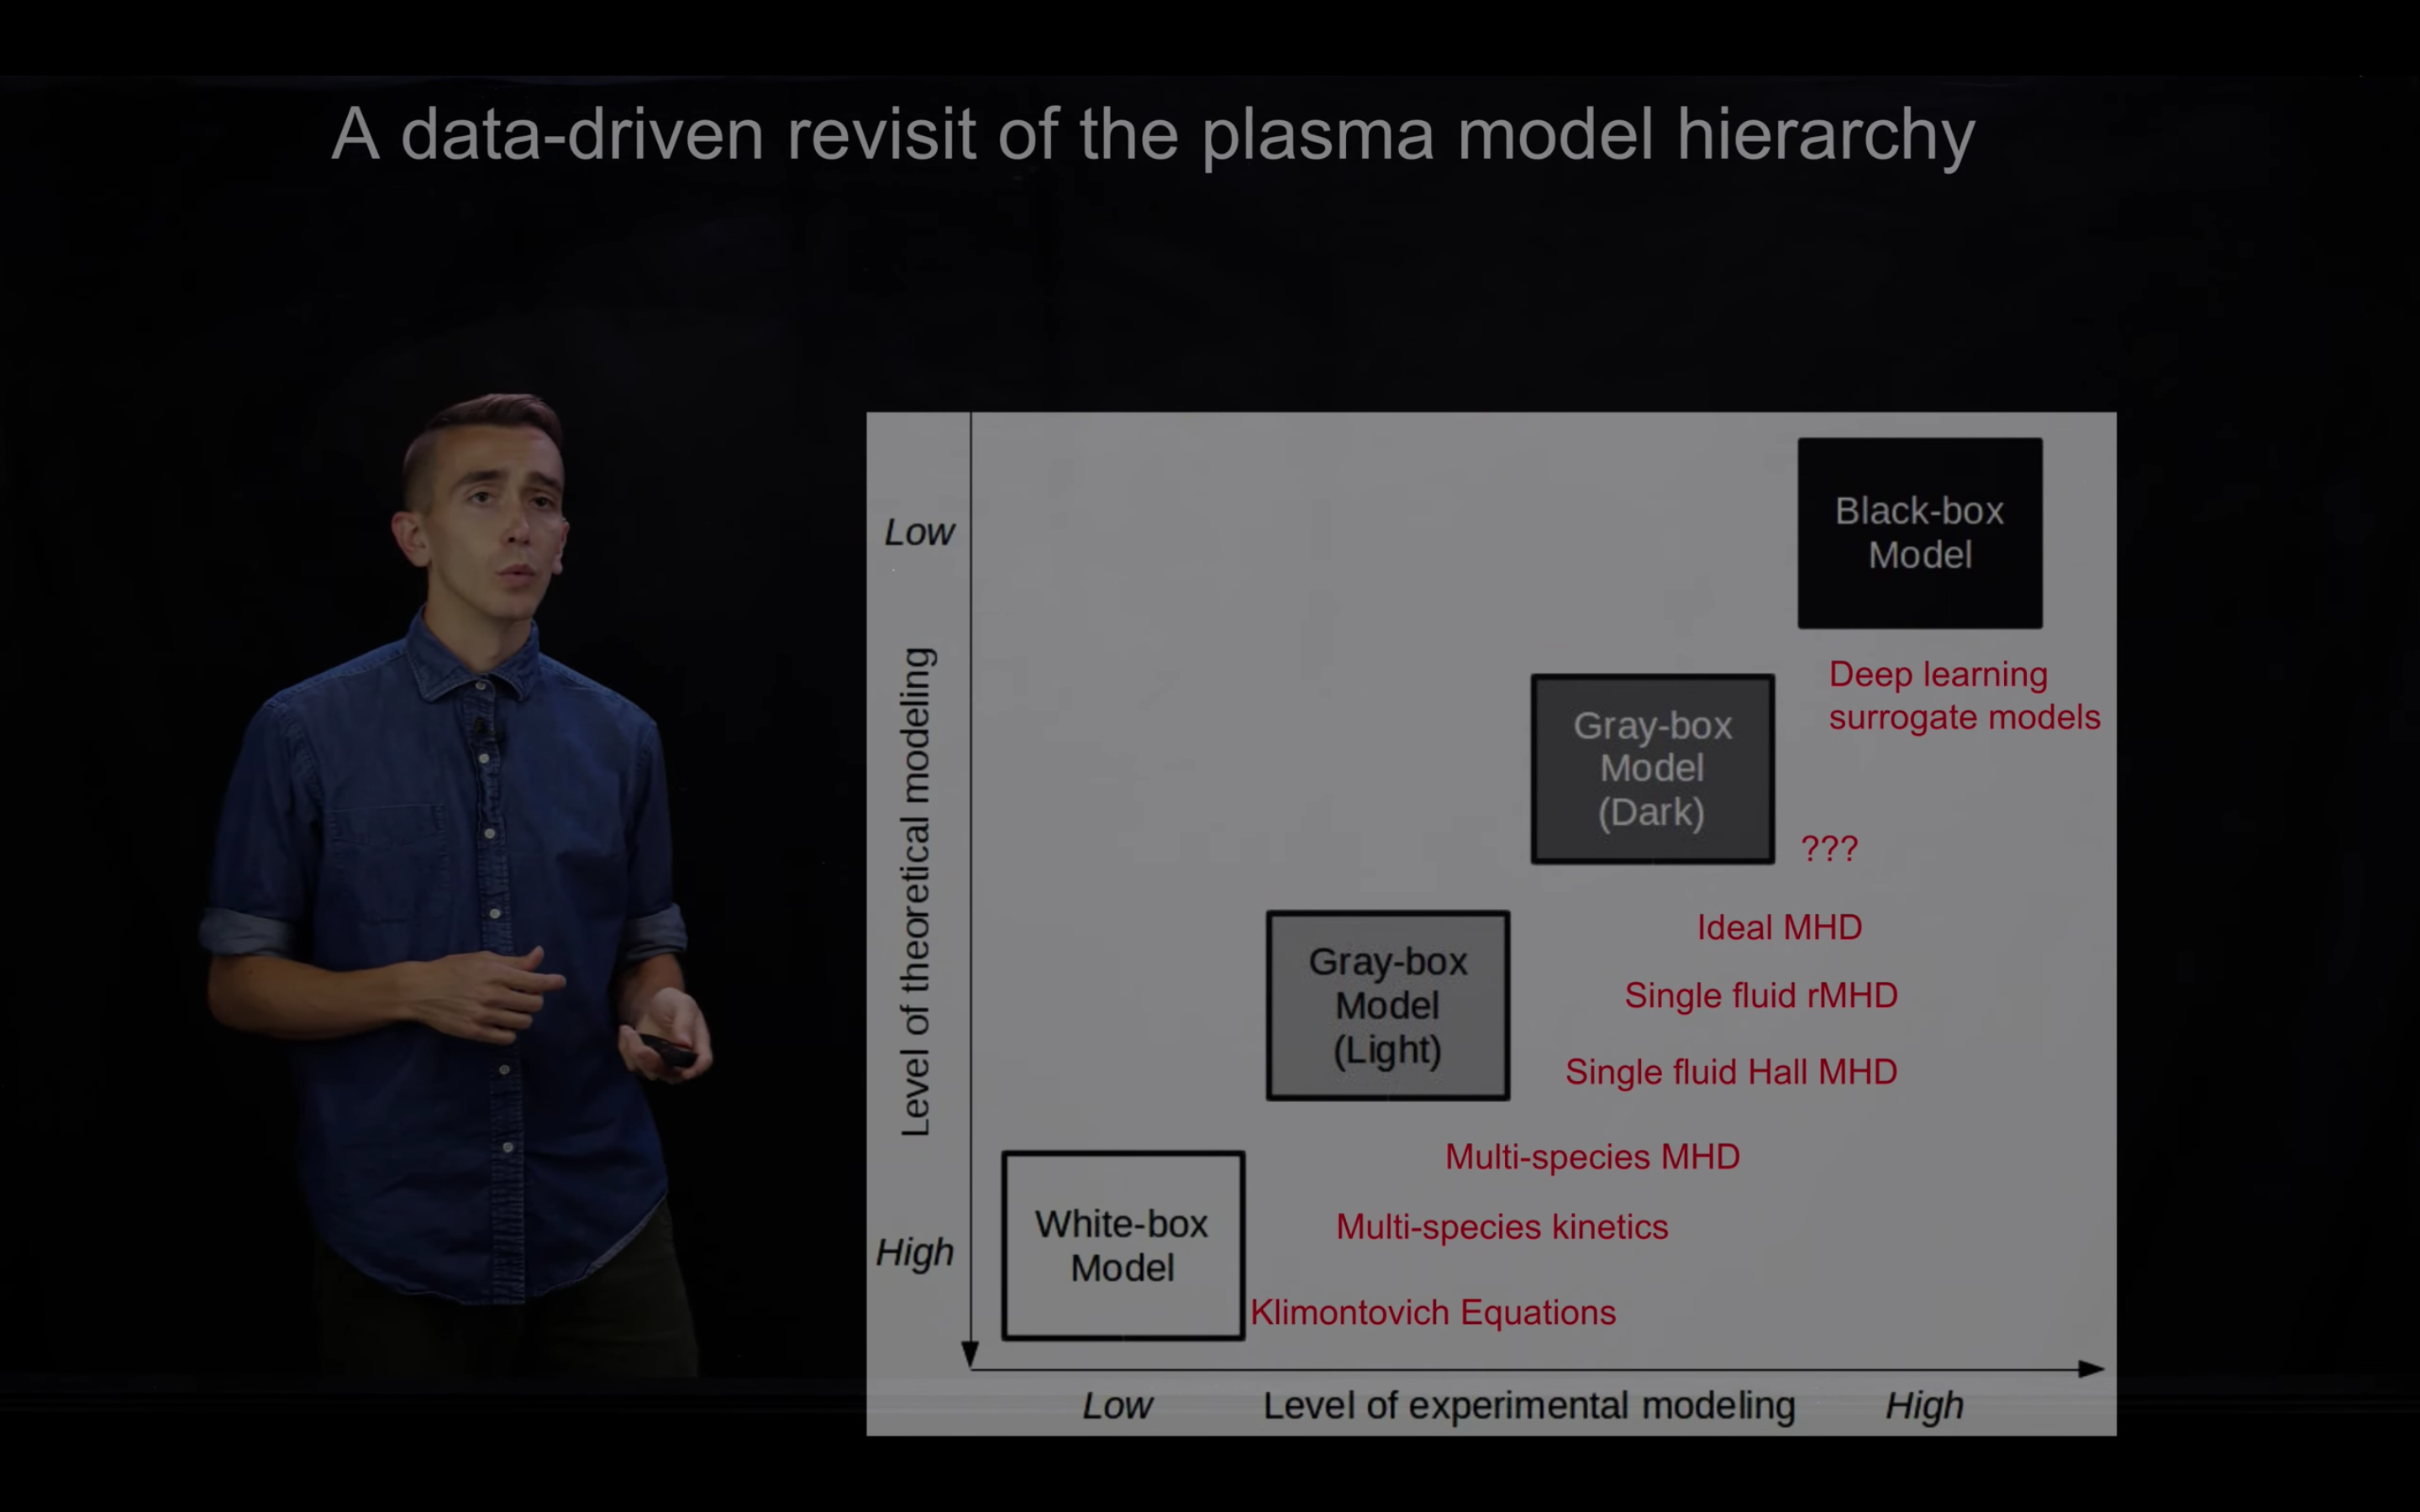 A data-driven revisit of the plasma model hierarchy
Low
Level of theoretical modeling
High
Black-box
Model
Deep learning
surrogate models
Gray-box
Model
(Dark)
???
Gray-box
Model
(Light)
Ideal MHD
Single fluid rMHD
Single fluid Hall MHD
Multi-species MHD
White-box
Model
Multi-species kinetics
Klimontovich Equations
Low
Level of experimental modeling
High